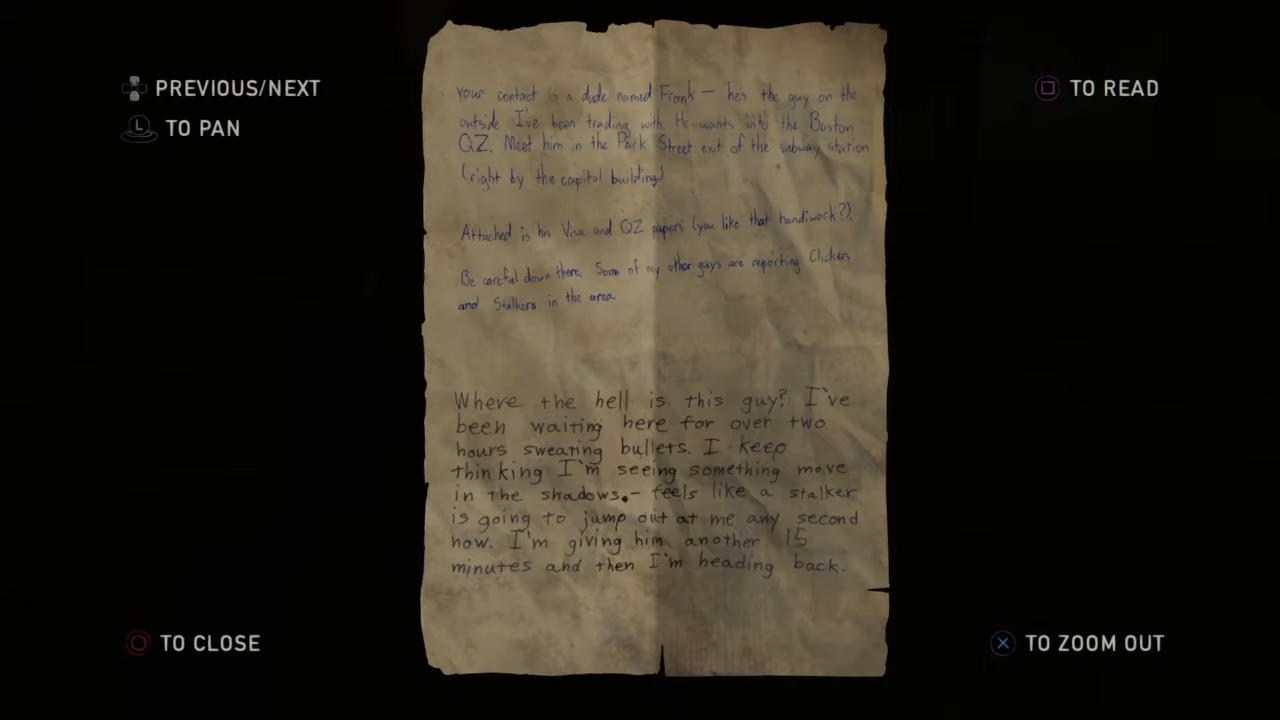 PREVIOUS/NEXT
L TO PAN
TO READ
Your contact is a dude named Frank — he's the guy on the
outside I've been trading with. He wants into the Boston
QZ. Meet him in the Park Street exit of the subway station
(right by the capitol building)
Attached is his Visa and QZ papers (you like that handiwork?).
Be careful down there. Some of my other guys are reporting Clickers
and Stalkers in the area.
Where the hell is this guy? I've
been waiting here for over two
hours sweating bullets. I keep
thinking I'm seeing something move
in the shadows.- feels like a stalker
is going to jump out at me any second
now. I'm giving him another 15
minutes and then I'm heading back.
TO CLOSE
TO ZOOM OUT